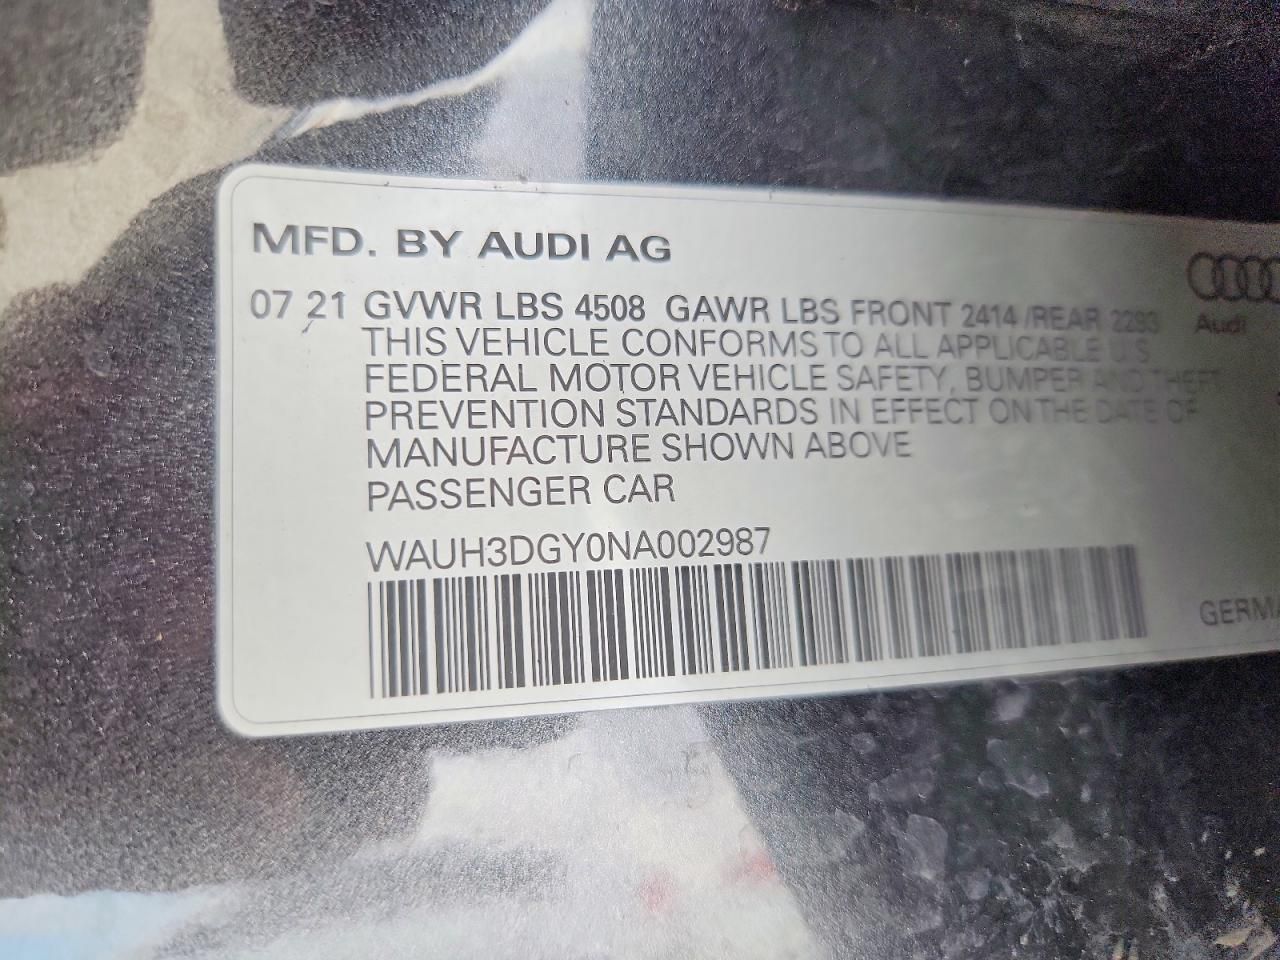 MFD. BY AUDI AG
07 21 GVWR LBS 4508 GAWR LBS FRONT 2414 /REAR 2293
Audi
THIS VEHICLE CONFORMS TO ALL APPLICABLE U.S.
FEDERAL MOTOR VEHICLE SAFETY, BUMPER AND THEFT
PREVENTION STANDARDS IN EFFECT ON THE DATE OF
MANUFACTURE SHOWN ABOVE
PASSENGER CAR
WAUH3DGY0NA002987
GERMA